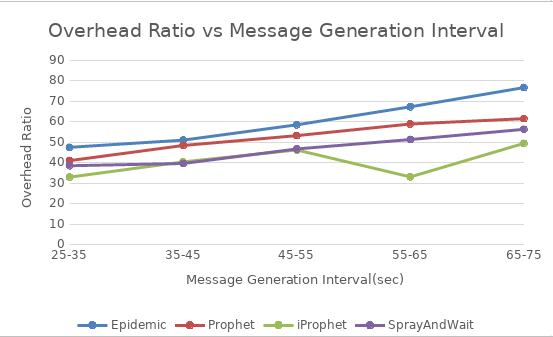 Overhead Ratio vs Message Generation Interval
90
80
70
60
50
40
30
20
10
0
Overhead Ratio
25-35 35-45 45-55 55-65 65-75
Message Generation Interval(sec)
Epidemic Prophet iProphet SprayAndWait